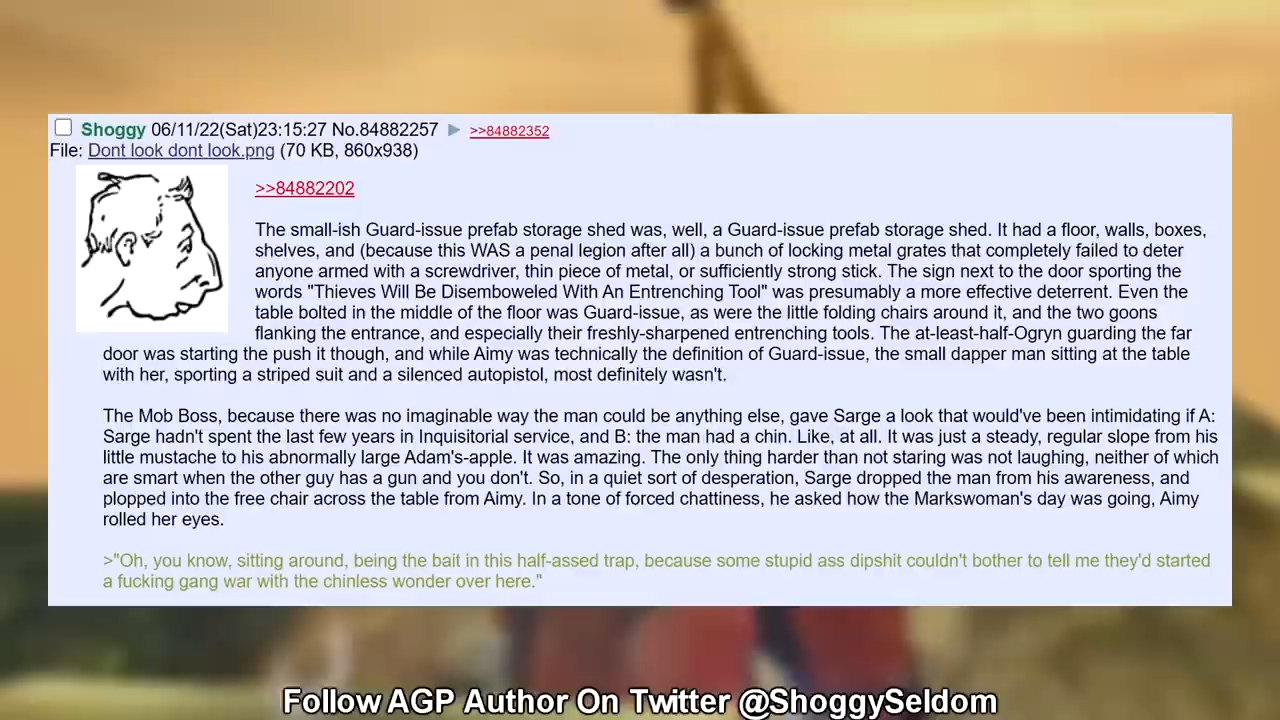 Shoggy 06/11/22(Sat)23:15:27 No.84882257 ▶ >>84882352
File: Dont look dont look.png (70 KB, 860x938)
>>84882202
The small-ish Guard-issue prefab storage shed was, well, a Guard-issue prefab storage shed. It had a floor, walls, boxes,
shelves, and (because this WAS a penal legion after all) a bunch of locking metal grates that completely failed to deter
anyone armed with a screwdriver, thin piece of metal, or sufficiently strong stick. The sign next to the door sporting the
words "Thieves Will Be Disemboweled With An Entrenching Tool" was presumably a more effective deterrent. Even the
table bolted in the middle of the floor was Guard-issue, as were the little folding chairs around it, and the two goons
flanking the entrance, and especially their freshly-sharpened entrenching tools. The at-least-half-Ogryn guarding the far
door was starting the push it though, and while Aimy was technically the definition of Guard-issue, the small dapper man sitting at the table
with her, sporting a striped suit and a silenced autopistol, most definitely wasn't.
The Mob Boss, because there was no imaginable way the man could be anything else, gave Sarge a look that would've been intimidating if A:
Sarge hadn't spent the last few years in Inquisitorial service, and B: the man had a chin. Like, at all. It was just a steady, regular slope from his
little mustache to his abnormally large Adam's-apple. It was amazing. The only thing harder than not staring was not laughing, neither of which
are smart when the other guy has a gun and you don't. So, in a quiet sort of desperation, Sarge dropped the man from his awareness, and
plopped into the free chair across the table from Aimy. In a tone of forced chattiness, he asked how the Markswoman's day was going, Aimy
rolled her eyes.
>"Oh, you know, sitting around, being the bait in this half-assed trap, because some stupid ass dipshit couldn't bother to tell me they'd started
a fucking gang war with the chinless wonder over here."
Follow AGP Author On Twitter @ShoggySeldom